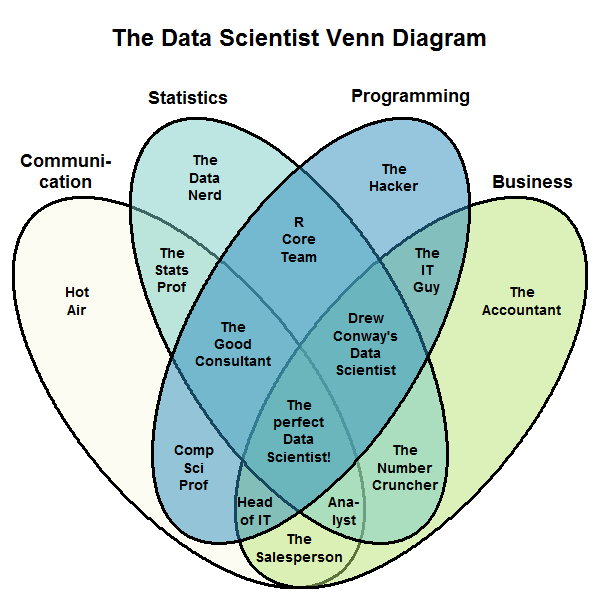 The Data Scientist Venn Diagram
Statistics
Programming
Communi-
cation
Business
The
Data
Nerd
The
Hacker
R
Core
Team
The
Stats
Prof
The
IT
Guy
Hot
Air
The
Accountant
The
Good
Consultant
Drew
Conway's
Data
Scientist
The
perfect
Data
Scientist!
Comp
Sci
Prof
The
Number
Cruncher
Head
of IT
Ana-
lyst
The
Salesperson